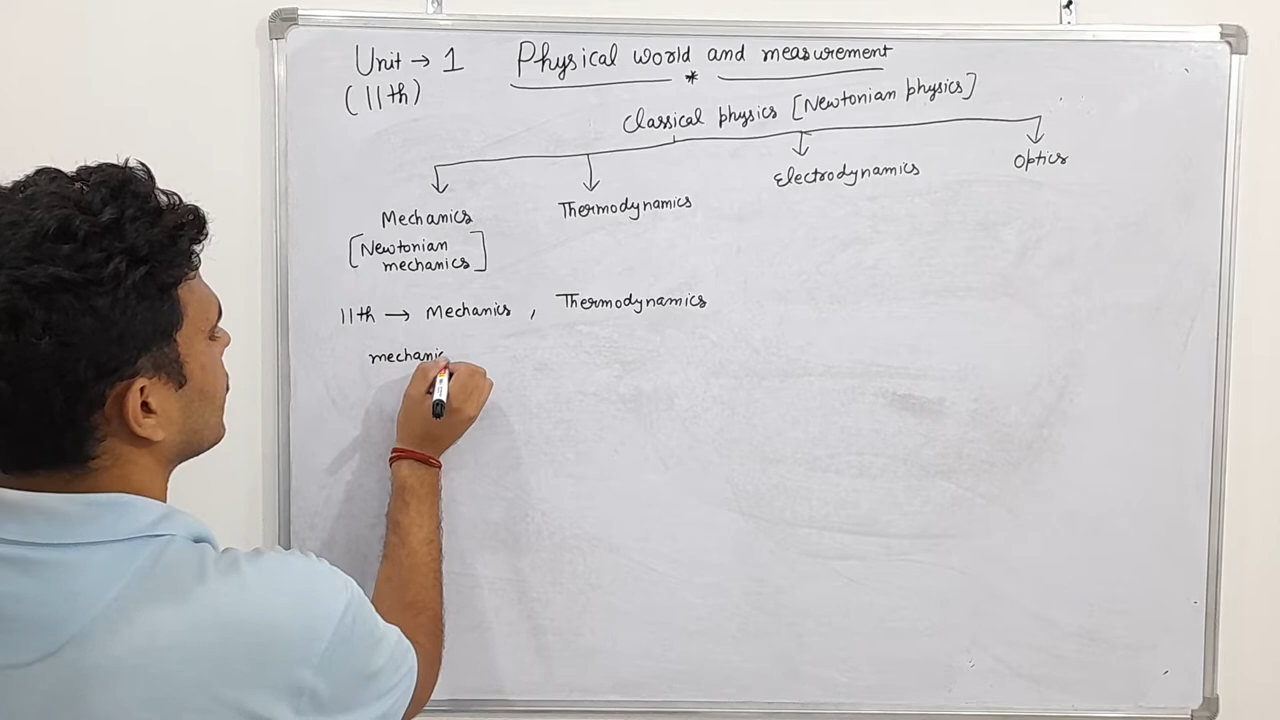 Unit → 1 Physical world and measurement
(11th) *
Classical physics [Newtonian physics]
Mechanics Thermodynamics Electrodynamics Optics
[Newtonian
mechanics]
11th → Mechanics , Thermodynamics
mechanic